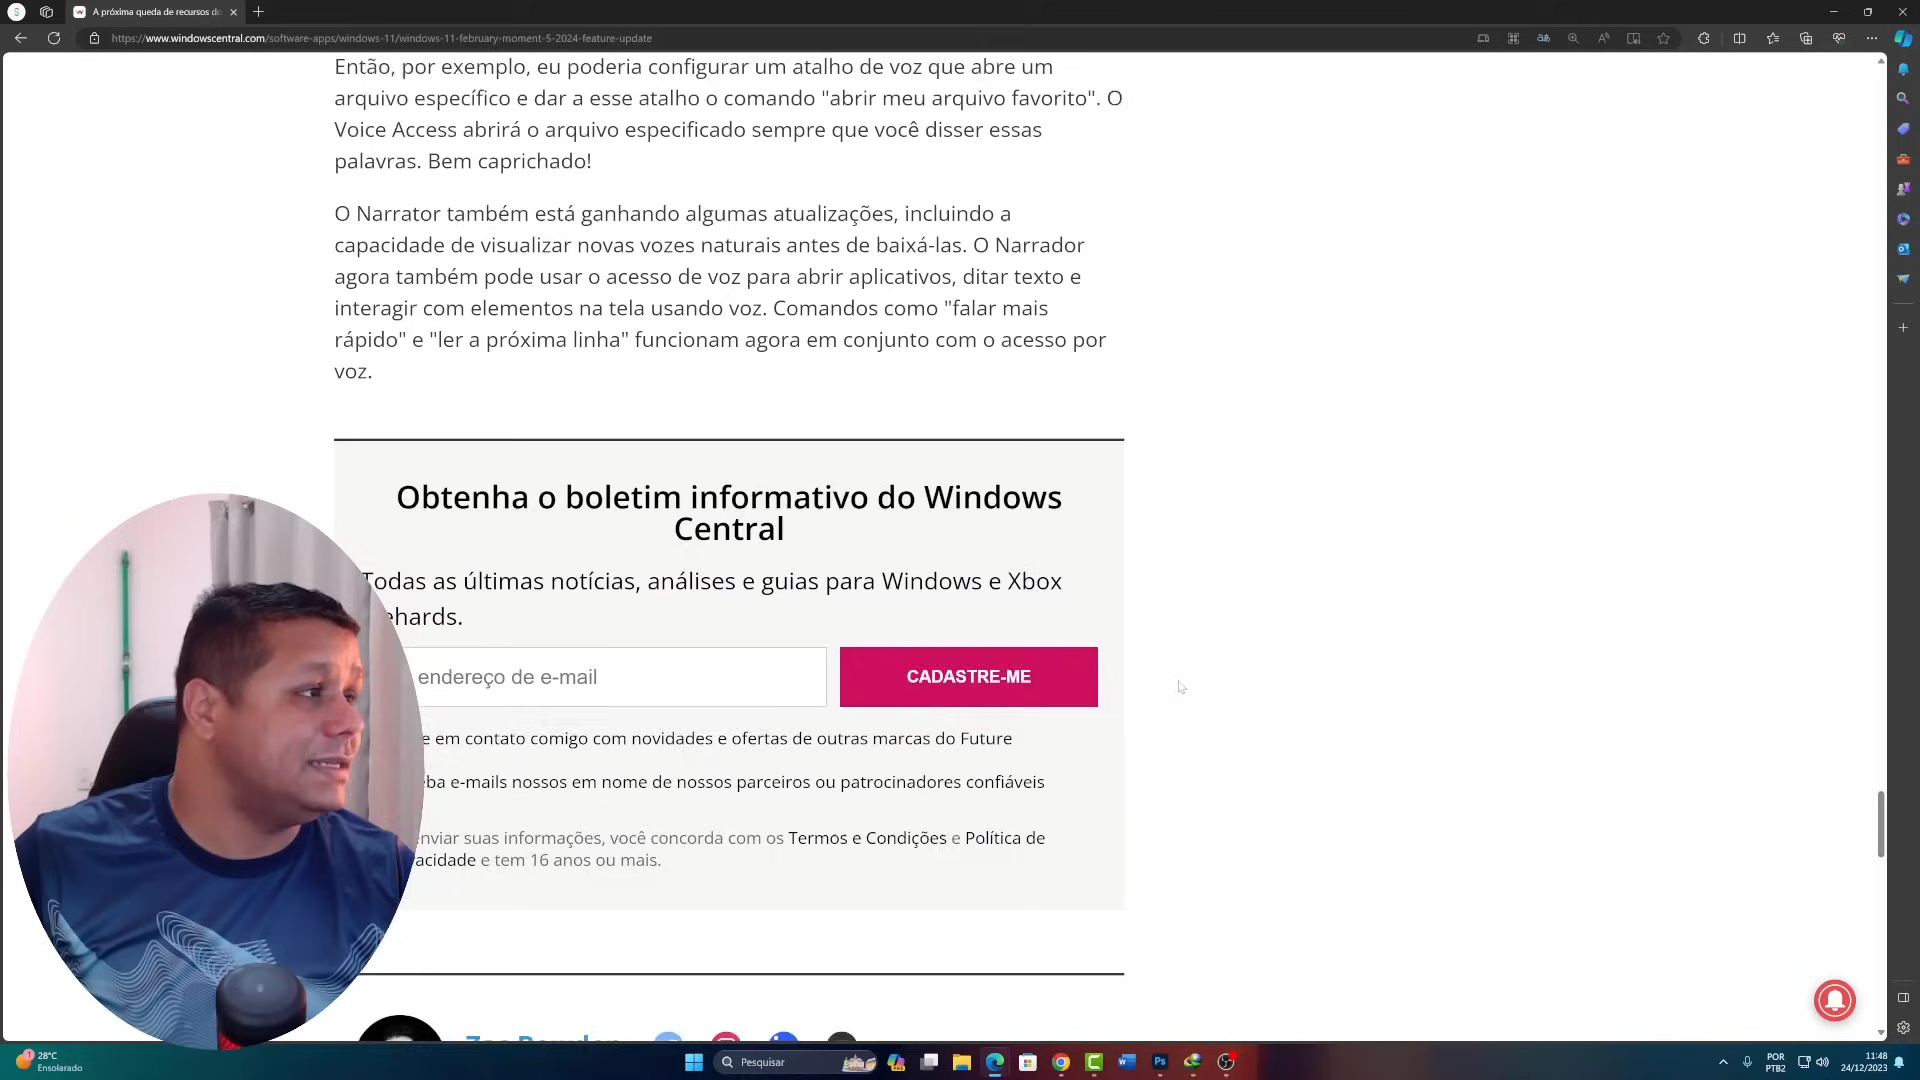 A próxima queda de recursos do
https://www.windowscentral.com/software-apps/windows-11/windows-11-february-moment-5-2024-feature-update
Então, por exemplo, eu poderia configurar um atalho de voz que abre um
arquivo específico e dar a esse atalho o comando "abrir meu arquivo favorito". O
Voice Access abrirá o arquivo especificado sempre que você disser essas
palavras. Bem caprichado!
O Narrator também está ganhando algumas atualizações, incluindo a
capacidade de visualizar novas vozes naturais antes de baixá-las. O Narrador
agora também pode usar o acesso de voz para abrir aplicativos, ditar texto e
interagir com elementos na tela usando voz. Comandos como "falar mais
rápido" e "ler a próxima linha" funcionam agora em conjunto com o acesso por
voz.
Obtenha o boletim informativo do Windows
Central
Todas as últimas notícias, análises e guias para Windows e Xbox
ehards.
endereço de e-mail
CADASTRE-ME
e em contato comigo com novidades e ofertas de outras marcas do Future
eba e-mails nossos em nome de nossos parceiros ou patrocinadores confiáveis
nviar suas informações, você concorda com os Termos e Condições e Política de
acidade e tem 16 anos ou mais.
28°C
Ensolarado
Pesquisar
POR
PTB2
11:48
24/12/2023